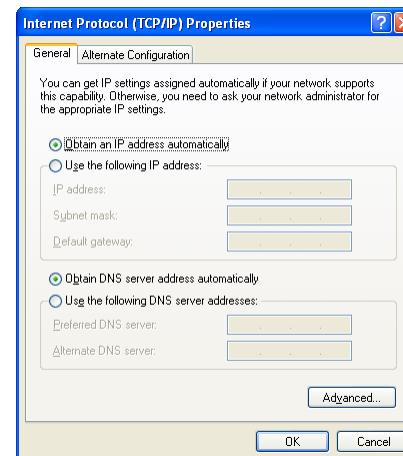 Internet Protocol (TCP/IP) Properties
General
Alternate Configuration
You can get IP settings assigned automatically if your network supports
this capability. Otherwise, you need to ask your network administrator for
the appropriate IP settings.
Obtain an IP address automatically
Use the following IP address:
IP address:
Subnet mask:
Default gateway:
Obtain DNS server address automatically
Use the following DNS server addresses:
Preferred DNS server:
Alternate DNS server:
Advanced...
OK
Cancel